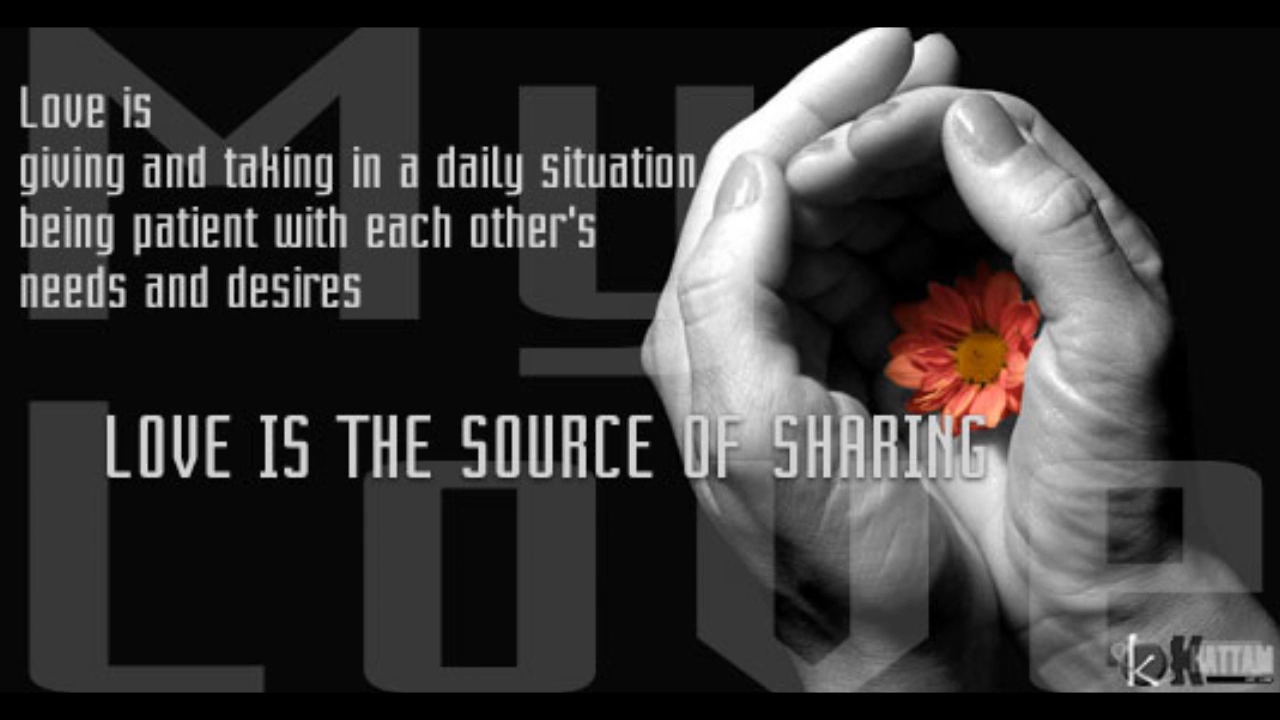 Love is
giving and taking in a daily situation
being patient with each other's
needs and desires
LOVE IS THE SOURCE OF SHARING
My
Love